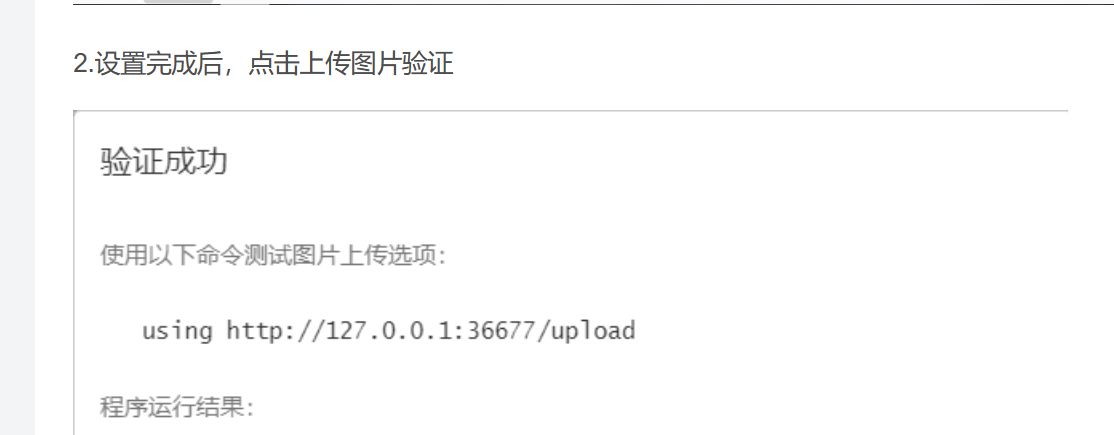 2.设置完成后，点击上传图片验证
验证成功
使用以下命令测试图片上传选项：
using http://127.0.0.1:36677/upload
程序运行结果：